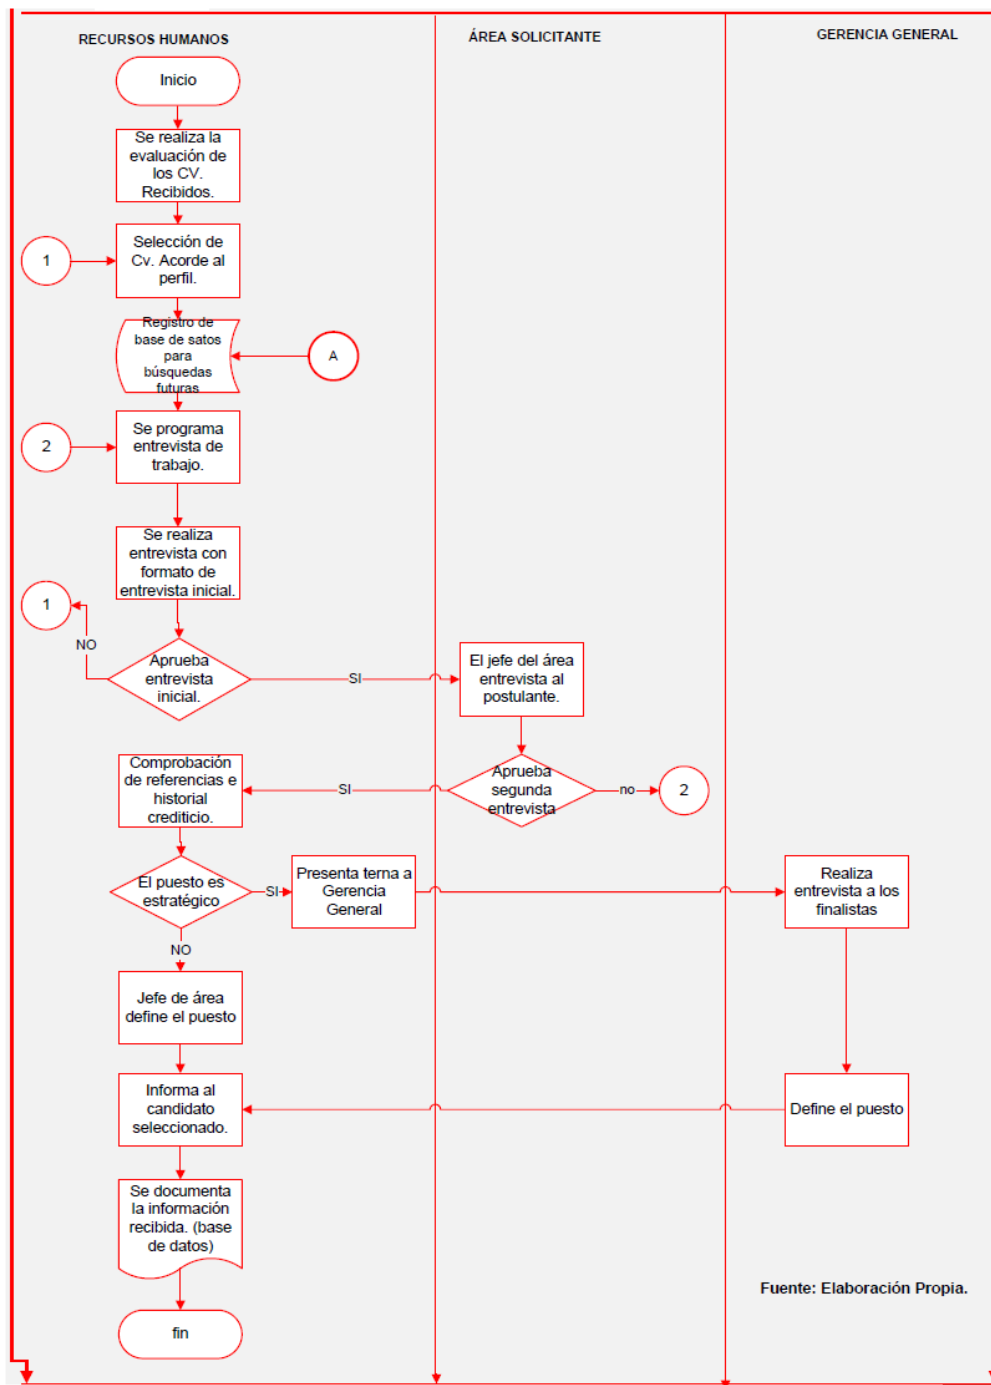 RECURSOS HUMANOS
ÁREA SOLICITANTE
GERENCIA GENERAL
Inicio
Se realiza la
evaluación de
los CV.
Recibidos.
1
Selección de
Cv. Acorde al
perfil.
Registro de
base de satos
para
búsquedas
futuras
A
2
Se programa
entrevista de
trabajo.
Se realiza
entrevista con
formato de
entrevista inicial.
1
NO
Aprueba
entrevista
inicial.
SI
El jefe del área
entrevista al
postulante.
Comprobación
de referencias e
historial
crediticio.
SI
Aprueba
segunda
entrevista
no
2
El puesto es
estratégico
SI
Presenta terna a
Gerencia
General
Realiza
entrevista a los
finalistas
NO
Jefe de área
define el puesto
Informa al
candidato
seleccionado.
Define el puesto
Se documenta
la información
recibida. (base
de datos)
Fuente: Elaboración Propia.
fin